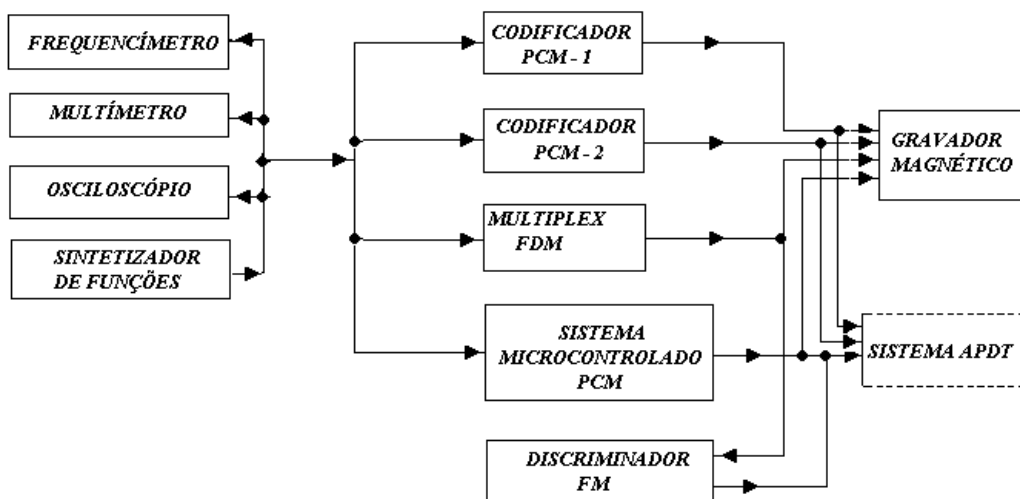 FREQUENCÍMETRO
MULTÍMETRO
OSCILOSCÓPIO
SINTETIZADOR
DE FUNÇÕES
CODIFICADOR
PCM - 1
CODIFICADOR
PCM - 2
MULTIPLEX
FDM
SISTEMA
MICROCONTROLADO
PCM
DISCRIMINADOR
FM
GRAVADOR
MAGNÉTICO
SISTEMA APDT